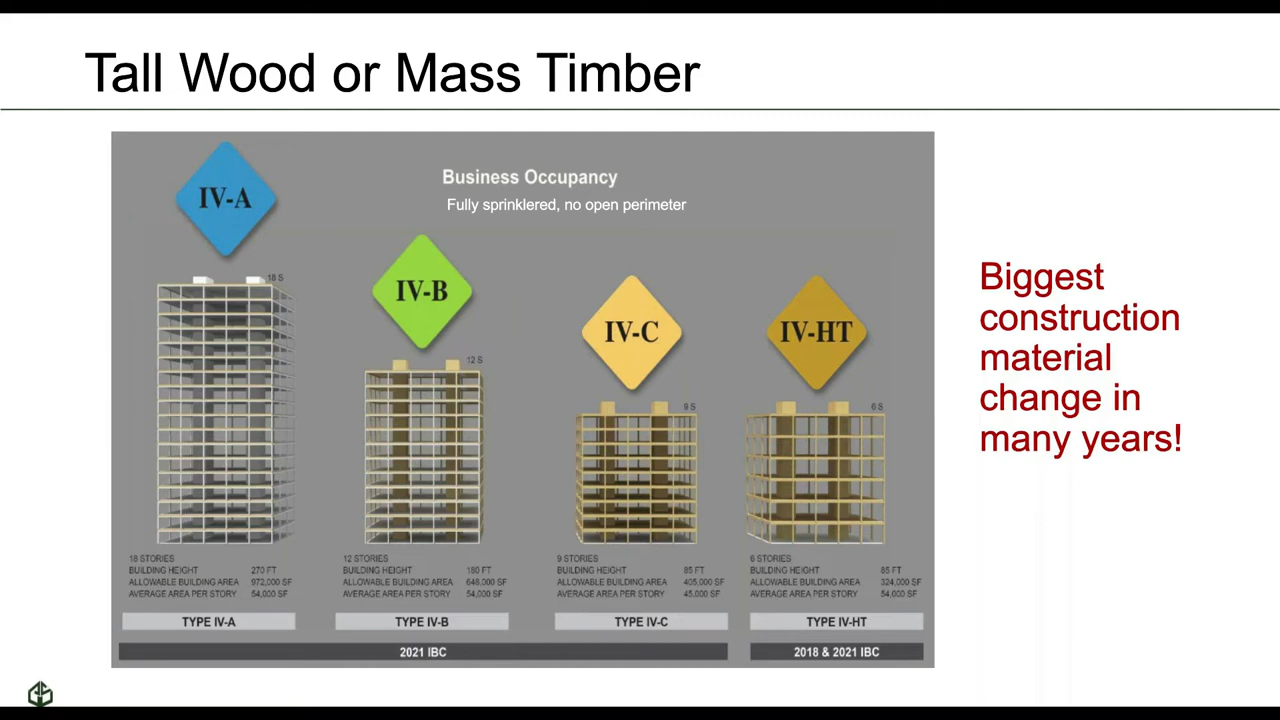 Tall Wood or Mass Timber
Business Occupancy
Fully sprinklered, no open perimeter
IV-A
IV-B
IV-C
IV-HT
18 S
12 S
9 S
6 S
18 STORIES
BUILDING HEIGHT 270 FT
ALLOWABLE BUILDING AREA 972,000 SF
AVERAGE AREA PER STORY 54,000 SF
TYPE IV-A
12 STORIES
BUILDING HEIGHT 180 FT
ALLOWABLE BUILDING AREA 648,000 SF
AVERAGE AREA PER STORY 54,000 SF
TYPE IV-B
9 STORIES
BUILDING HEIGHT 85 FT
ALLOWABLE BUILDING AREA 405,000 SF
AVERAGE AREA PER STORY 45,000 SF
TYPE IV-C
6 STORIES
BUILDING HEIGHT 85 FT
ALLOWABLE BUILDING AREA 324,000 SF
AVERAGE AREA PER STORY 54,000 SF
TYPE IV-HT
2021 IBC
2018 & 2021 IBC
Biggest
construction
material
change in
many years!